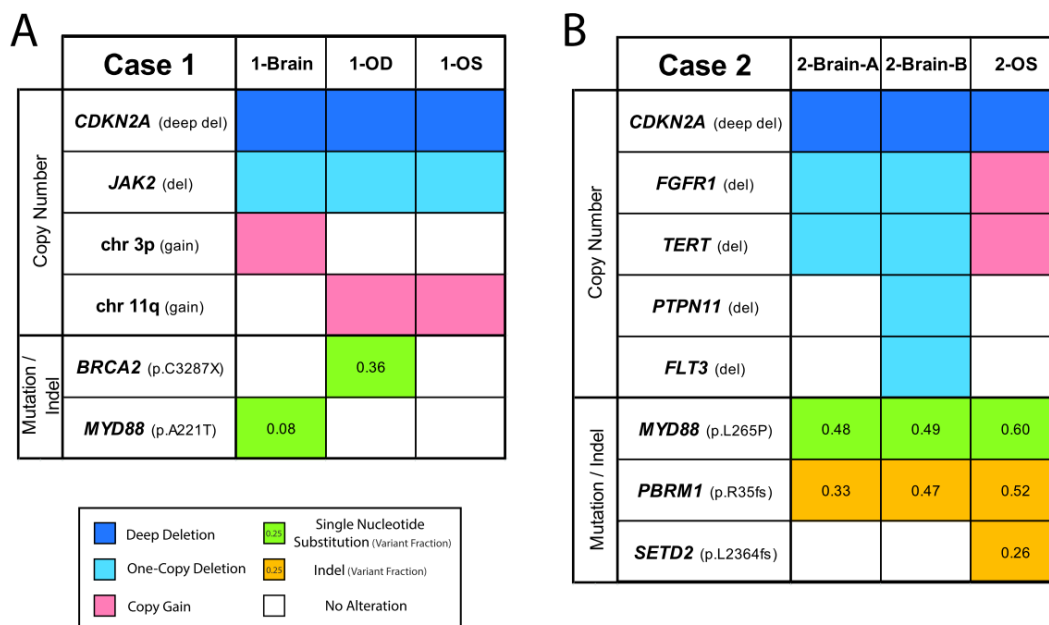 A
Case 1 1-Brain 1-OD 1-OS
Copy Number
CDKN2A (deep del)
JAK2 (del)
chr 3p (gain)
chr 11q (gain)
Mutation /
Indel
BRCA2 (p.C3287X) 0.36
MYD88 (p.A221T) 0.08
0.25 Single Nucleotide
Substitution (Variant Fraction)
Deep Deletion
One-Copy Deletion
0.25 Indel (Variant Fraction)
Copy Gain
No Alteration
B
Case 2 2-Brain-A 2-Brain-B 2-OS
Copy Number
CDKN2A (deep del)
FGFR1 (del)
TERT (del)
PTPN11 (del)
FLT3 (del)
Mutation / Indel
MYD88 (p.L265P) 0.48 0.49 0.60
PBRM1 (p.R35fs) 0.33 0.47 0.52
SETD2 (p.L2364fs) 0.26